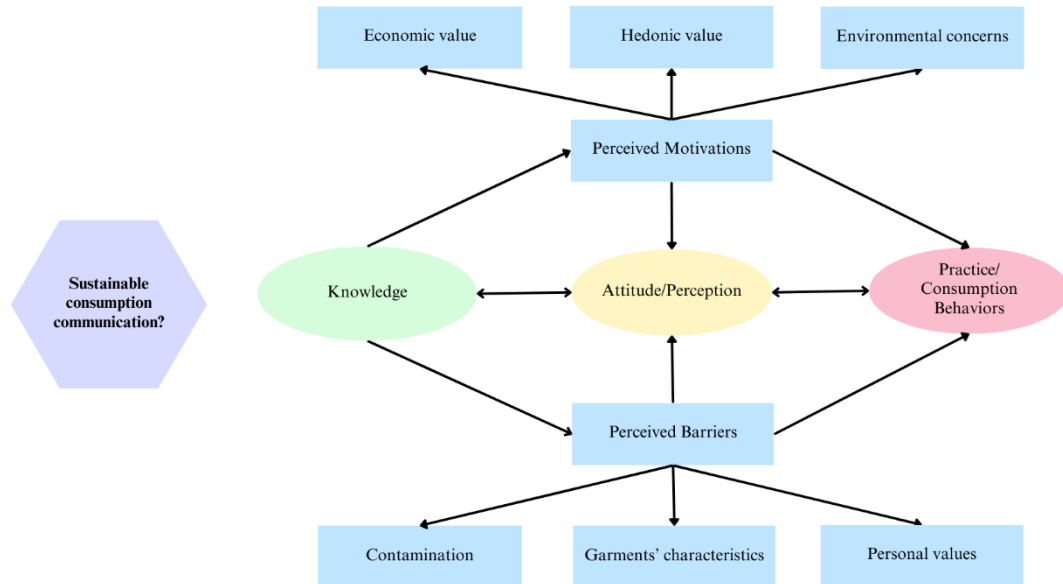 Economic value
Hedonic value
Environmental concerns
Perceived Motivations
Sustainable
consumption
communication?
Knowledge
Attitude/Perception
Practice/
Consumption
Behaviors
Perceived Barriers
Contamination
Garments’ characteristics
Personal values